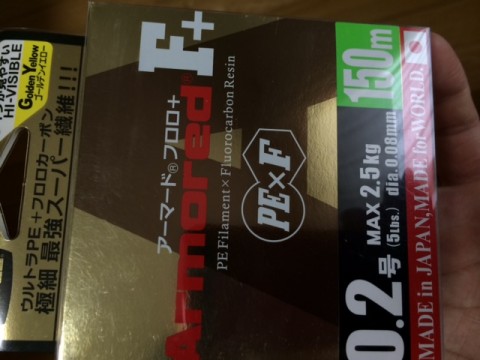 HI-VISIBLE
Golden Yellow
ゴールデンイエロー
ウルトラPE+フロロカーボン
極細 最強スーパー繊維!!!
アーマード®フロロ+
Armored® F+
PE Filament×Fluorocarbon Resin
PE×F
150m
0.2号 MAX 2.5kg
(5Lbs.) dia. 0.08mm
MADE in JAPAN, MADE for WORLD.